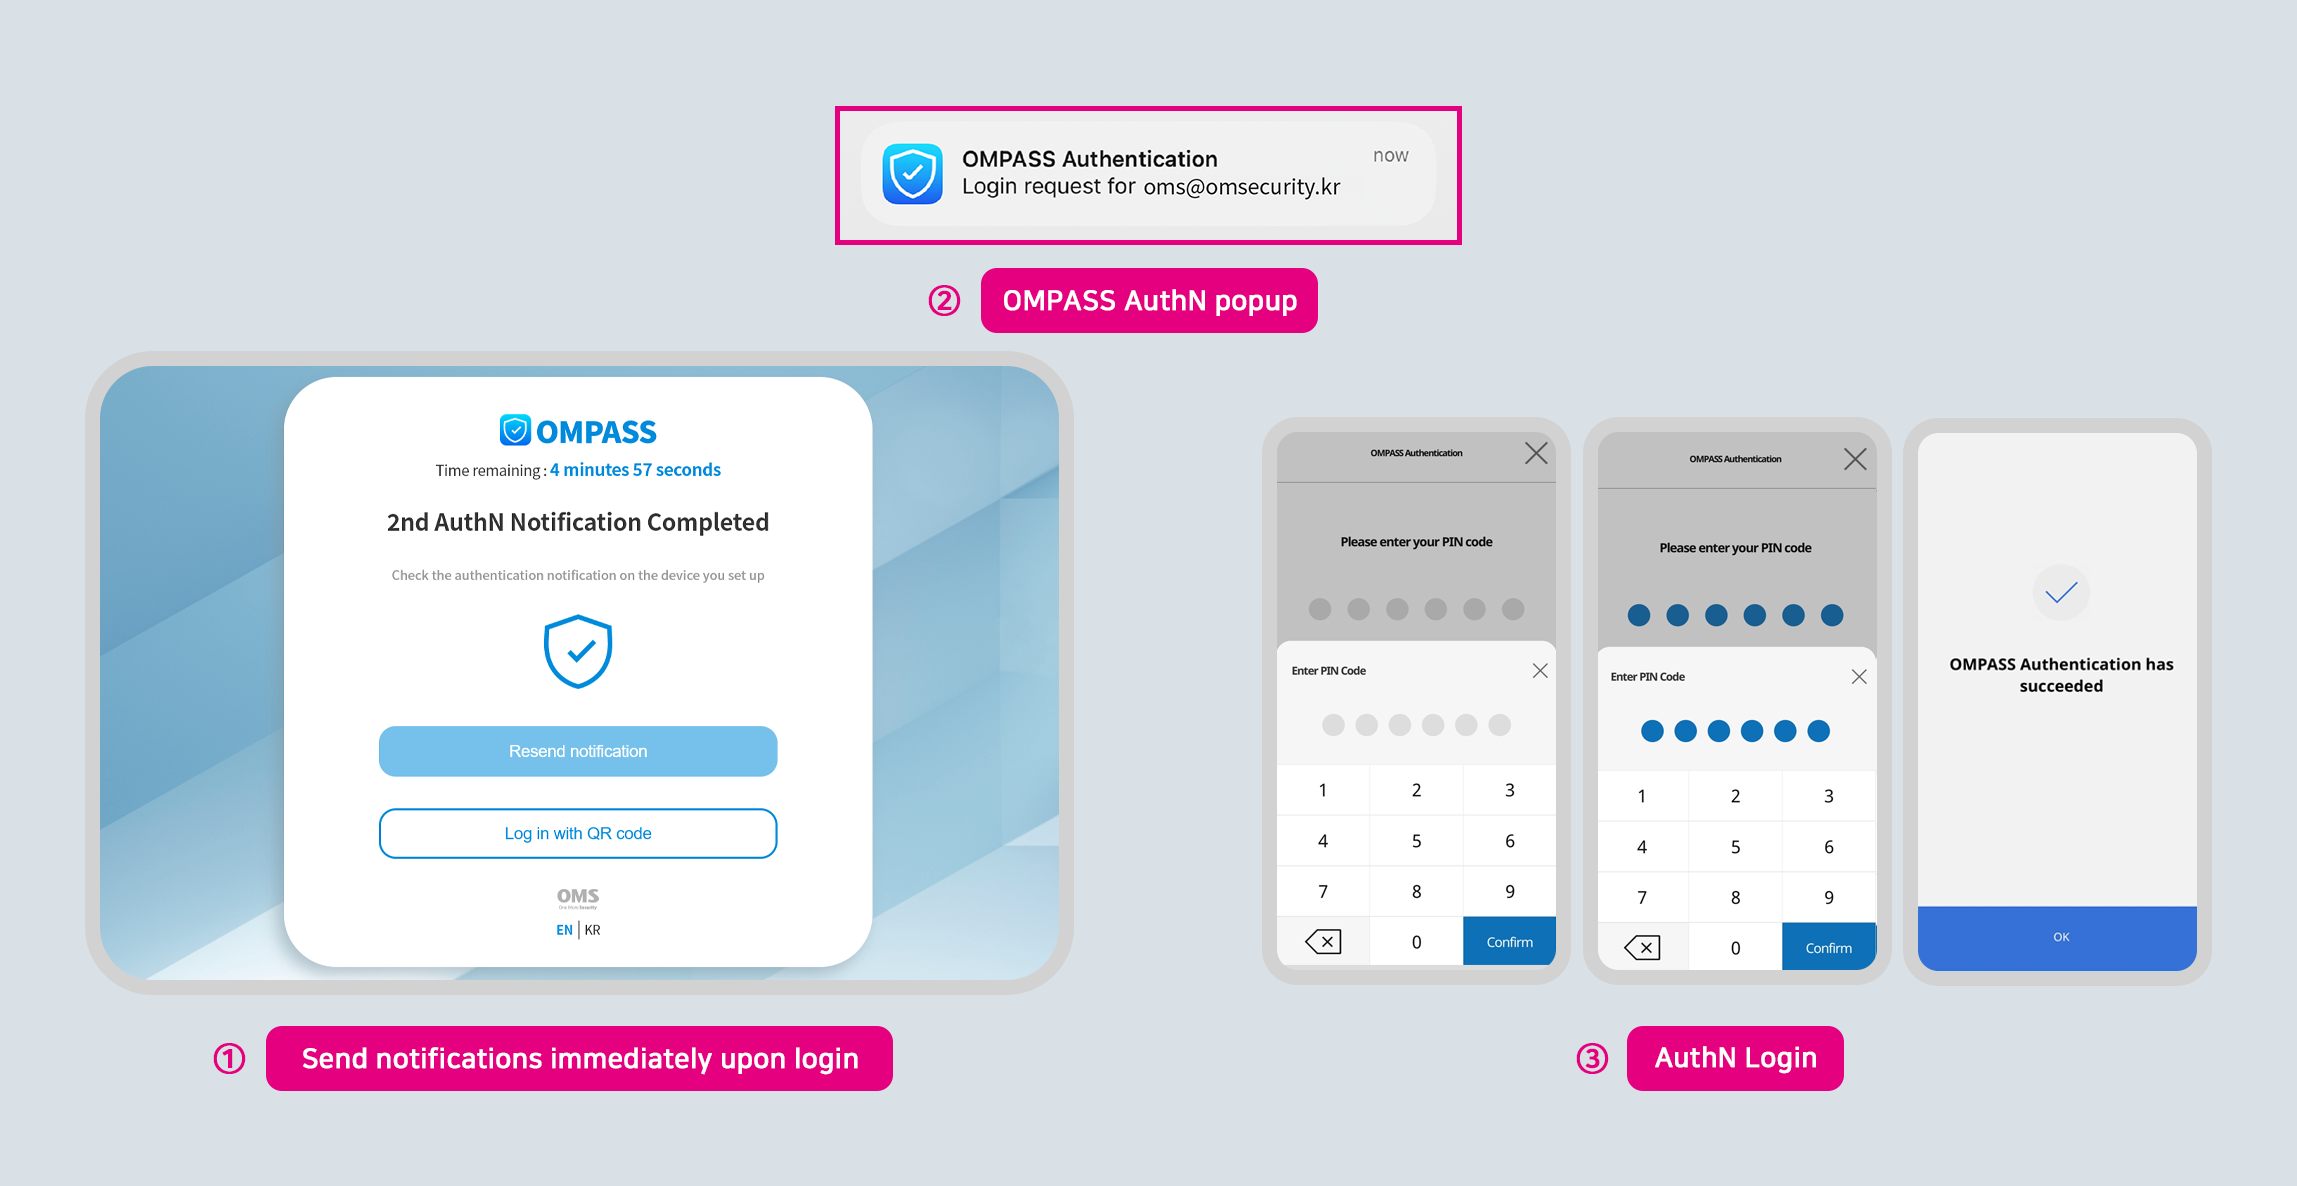 OMPASS Authentication
now
Login request for oms@omsecurity.kr
② OMPASS AuthN popup
OMPASS
Time remaining : 4 minutes 57 seconds
2nd AuthN Notification Completed
Check the authentication notification on the device you set up
Resend notification
Log in with QR code
OMS
One More Security
EN | KR
① Send notifications immediately upon login
OMPASS Authentication
Please enter your PIN code
Enter PIN Code
1 2 3
4 5 6
7 8 9
0 Confirm
OMPASS Authentication
Please enter your PIN code
Enter PIN Code
1 2 3
4 5 6
7 8 9
0 Confirm
OMPASS Authentication has
succeeded
OK
③ AuthN Login